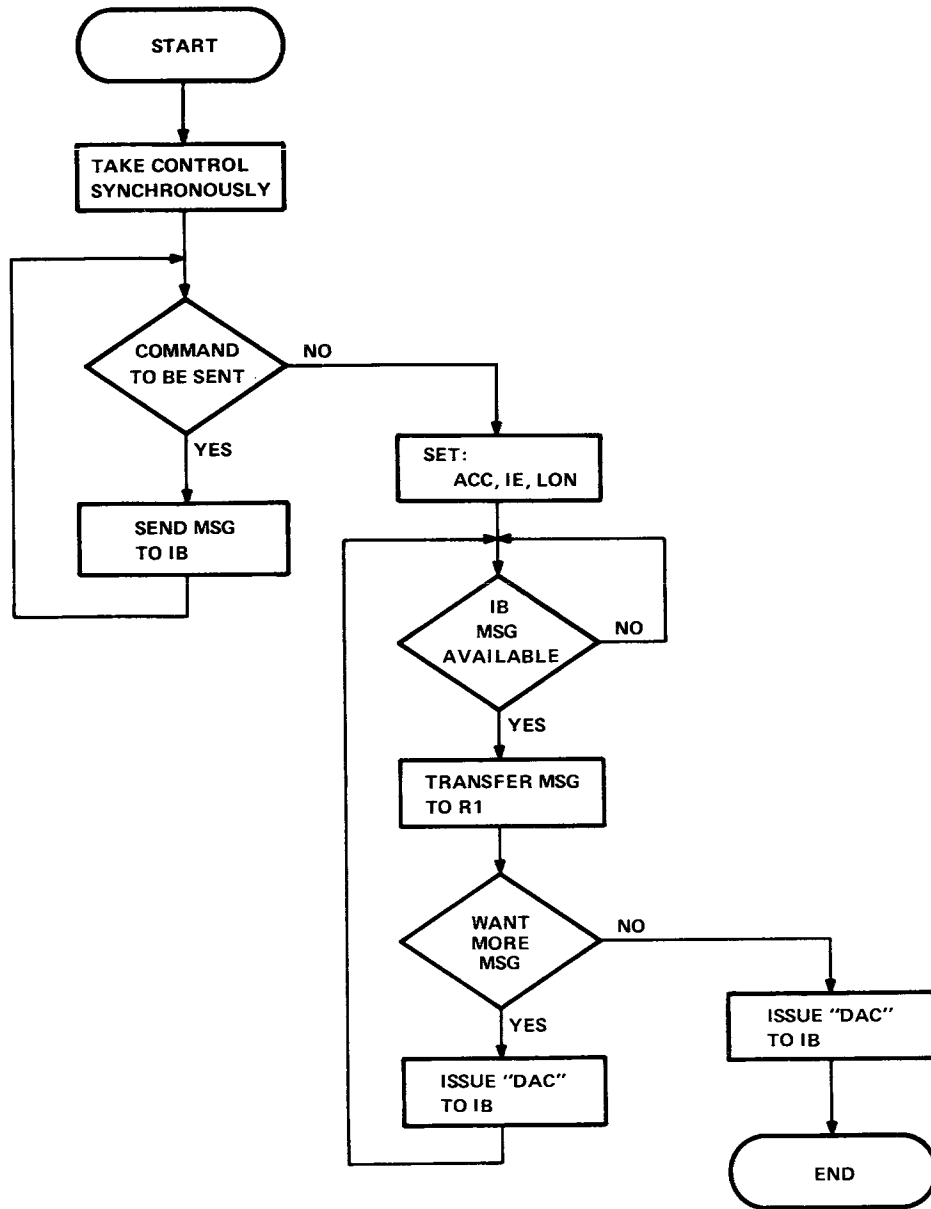 START
TAKE CONTROL
SYNCHRONOUSLY
COMMAND
TO BE SENT
NO
YES
SEND MSG
TO IB
SET:
ACC, IE, LON
IB
MSG
AVAILABLE
NO
YES
TRANSFER MSG
TO R1
WANT
MORE
MSG
NO
YES
ISSUE "DAC"
TO IB
ISSUE "DAC"
TO IB
END